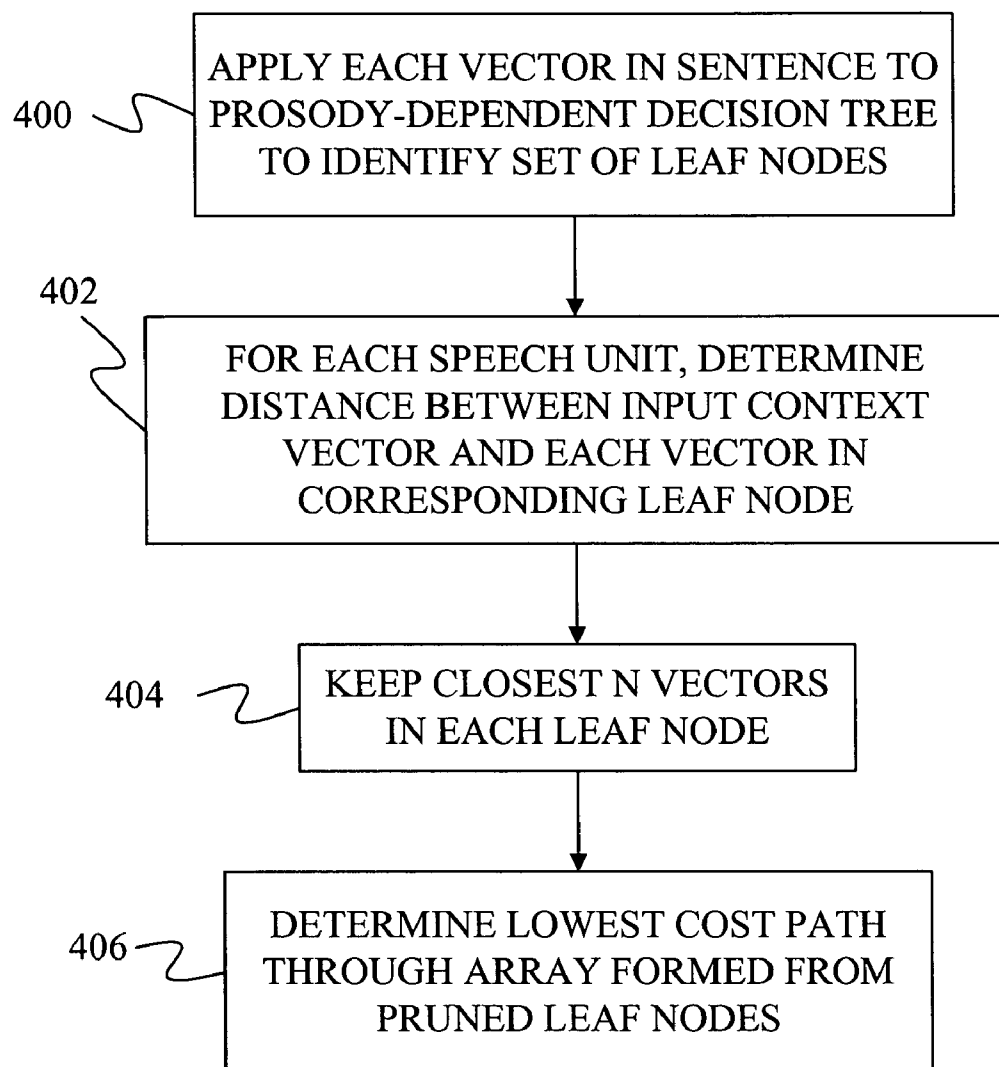 400
APPLY EACH VECTOR IN SENTENCE TO
PROSODY-DEPENDENT DECISION TREE
TO IDENTIFY SET OF LEAF NODES
402
FOR EACH SPEECH UNIT, DETERMINE
DISTANCE BETWEEN INPUT CONTEXT
VECTOR AND EACH VECTOR IN
CORRESPONDING LEAF NODE
404
KEEP CLOSEST N VECTORS
IN EACH LEAF NODE
406
DETERMINE LOWEST COST PATH
THROUGH ARRAY FORMED FROM
PRUNED LEAF NODES